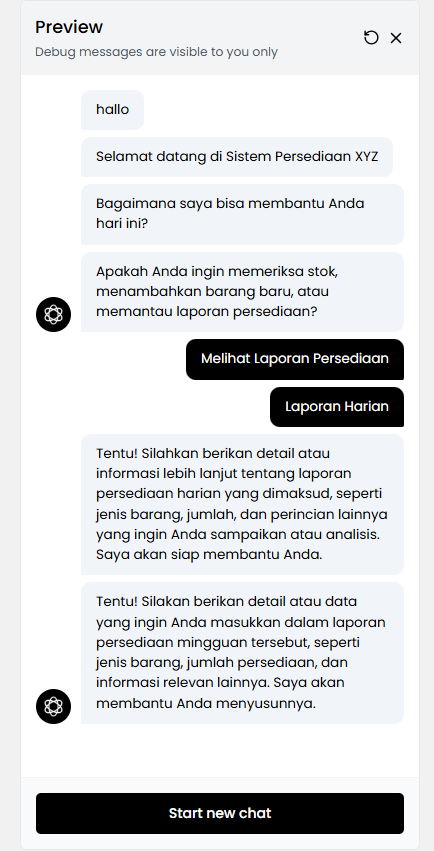 Preview
Debug messages are visible to you only
hallo
Selamat datang di Sistem Persediaan XYZ
Bagaimana saya bisa membantu Anda
hari ini?
Apakah Anda ingin memeriksa stok,
menambahkan barang baru, atau
memantau laporan persediaan?
Melihat Laporan Persediaan
Laporan Harian
Tentu! Silahkan berikan detail atau
informasi lebih lanjut tentang laporan
persediaan harian yang dimaksud, seperti
jenis barang, jumlah, dan perincian lainnya
yang ingin Anda sampaikan atau analisis.
Saya akan siap membantu Anda.
Tentu! Silakan berikan detail atau data
yang ingin Anda masukkan dalam laporan
persediaan mingguan tersebut, seperti
jenis barang, jumlah persediaan, dan
informasi relevan lainnya. Saya akan
membantu Anda menyusunnya.
Start new chat